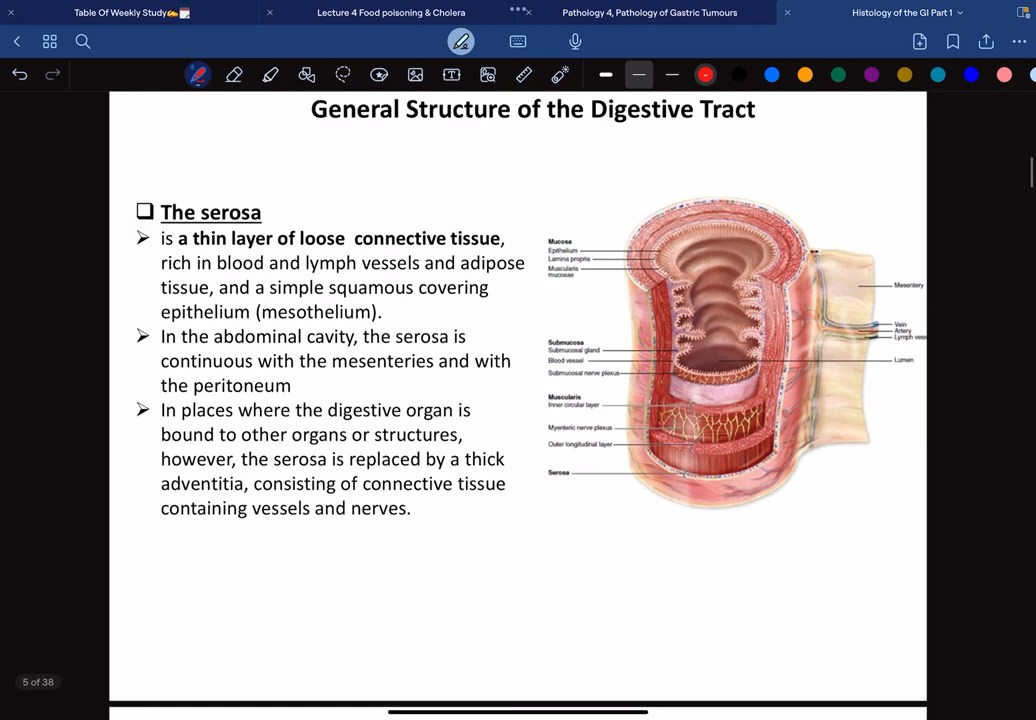 Table Of Weekly Study✍️🗓️
Lecture 4 Food poisoning & Cholera
Pathology 4, Pathology of Gastric Tumours
Histology of the GI Part 1
General Structure of the Digestive Tract
The serosa
is a thin layer of loose connective tissue,
rich in blood and lymph vessels and adipose
tissue, and a simple squamous covering
epithelium (mesothelium).
In the abdominal cavity, the serosa is
continuous with the mesenteries and with
the peritoneum
In places where the digestive organ is
bound to other organs or structures,
however, the serosa is replaced by a thick
adventitia, consisting of connective tissue
containing vessels and nerves.
Mucosa
Epithelium
Lamina propria
Muscularis
mucosae
Submucosa
Submucosal gland
Blood vessel
Submucosal nerve plexus
Muscularis
Inner circular layer
Myenteric nerve plexus
Outer longitudinal layer
Serosa
Mesentery
Vein
Artery
Lymph vess
Lumen
5 of 38